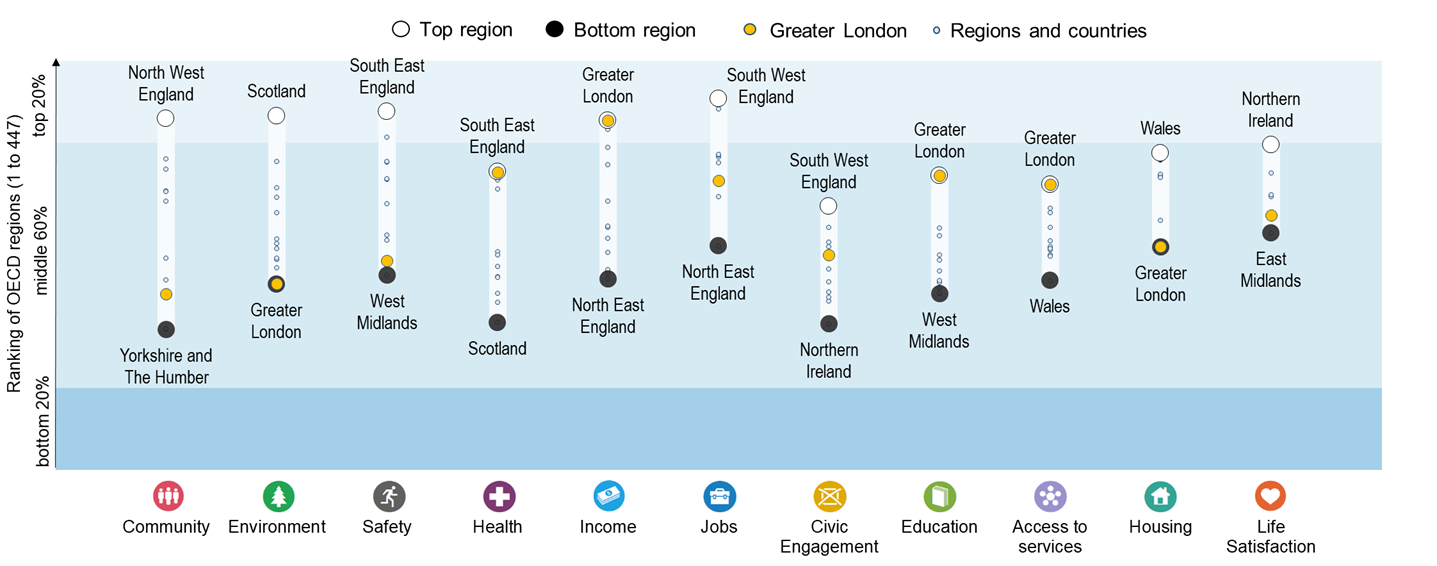 Top region
Bottom region
Greater London
Regions and countries
Ranking of OECD regions (1 to 447)
top 20%
middle 60%
bottom 20%
North West
England
Yorkshire and
The Humber
Scotland
Greater
London
South East
England
West
Midlands
South East
England
Scotland
Greater
London
North East
England
South West
England
North East
England
South West
England
Northern
Ireland
Greater
London
West
Midlands
Greater
London
Wales
Wales
Greater
London
Northern
Ireland
East
Midlands
Community
Environment
Safety
Health
Income
Jobs
Civic
Engagement
Education
Access to
services
Housing
Life
Satisfaction